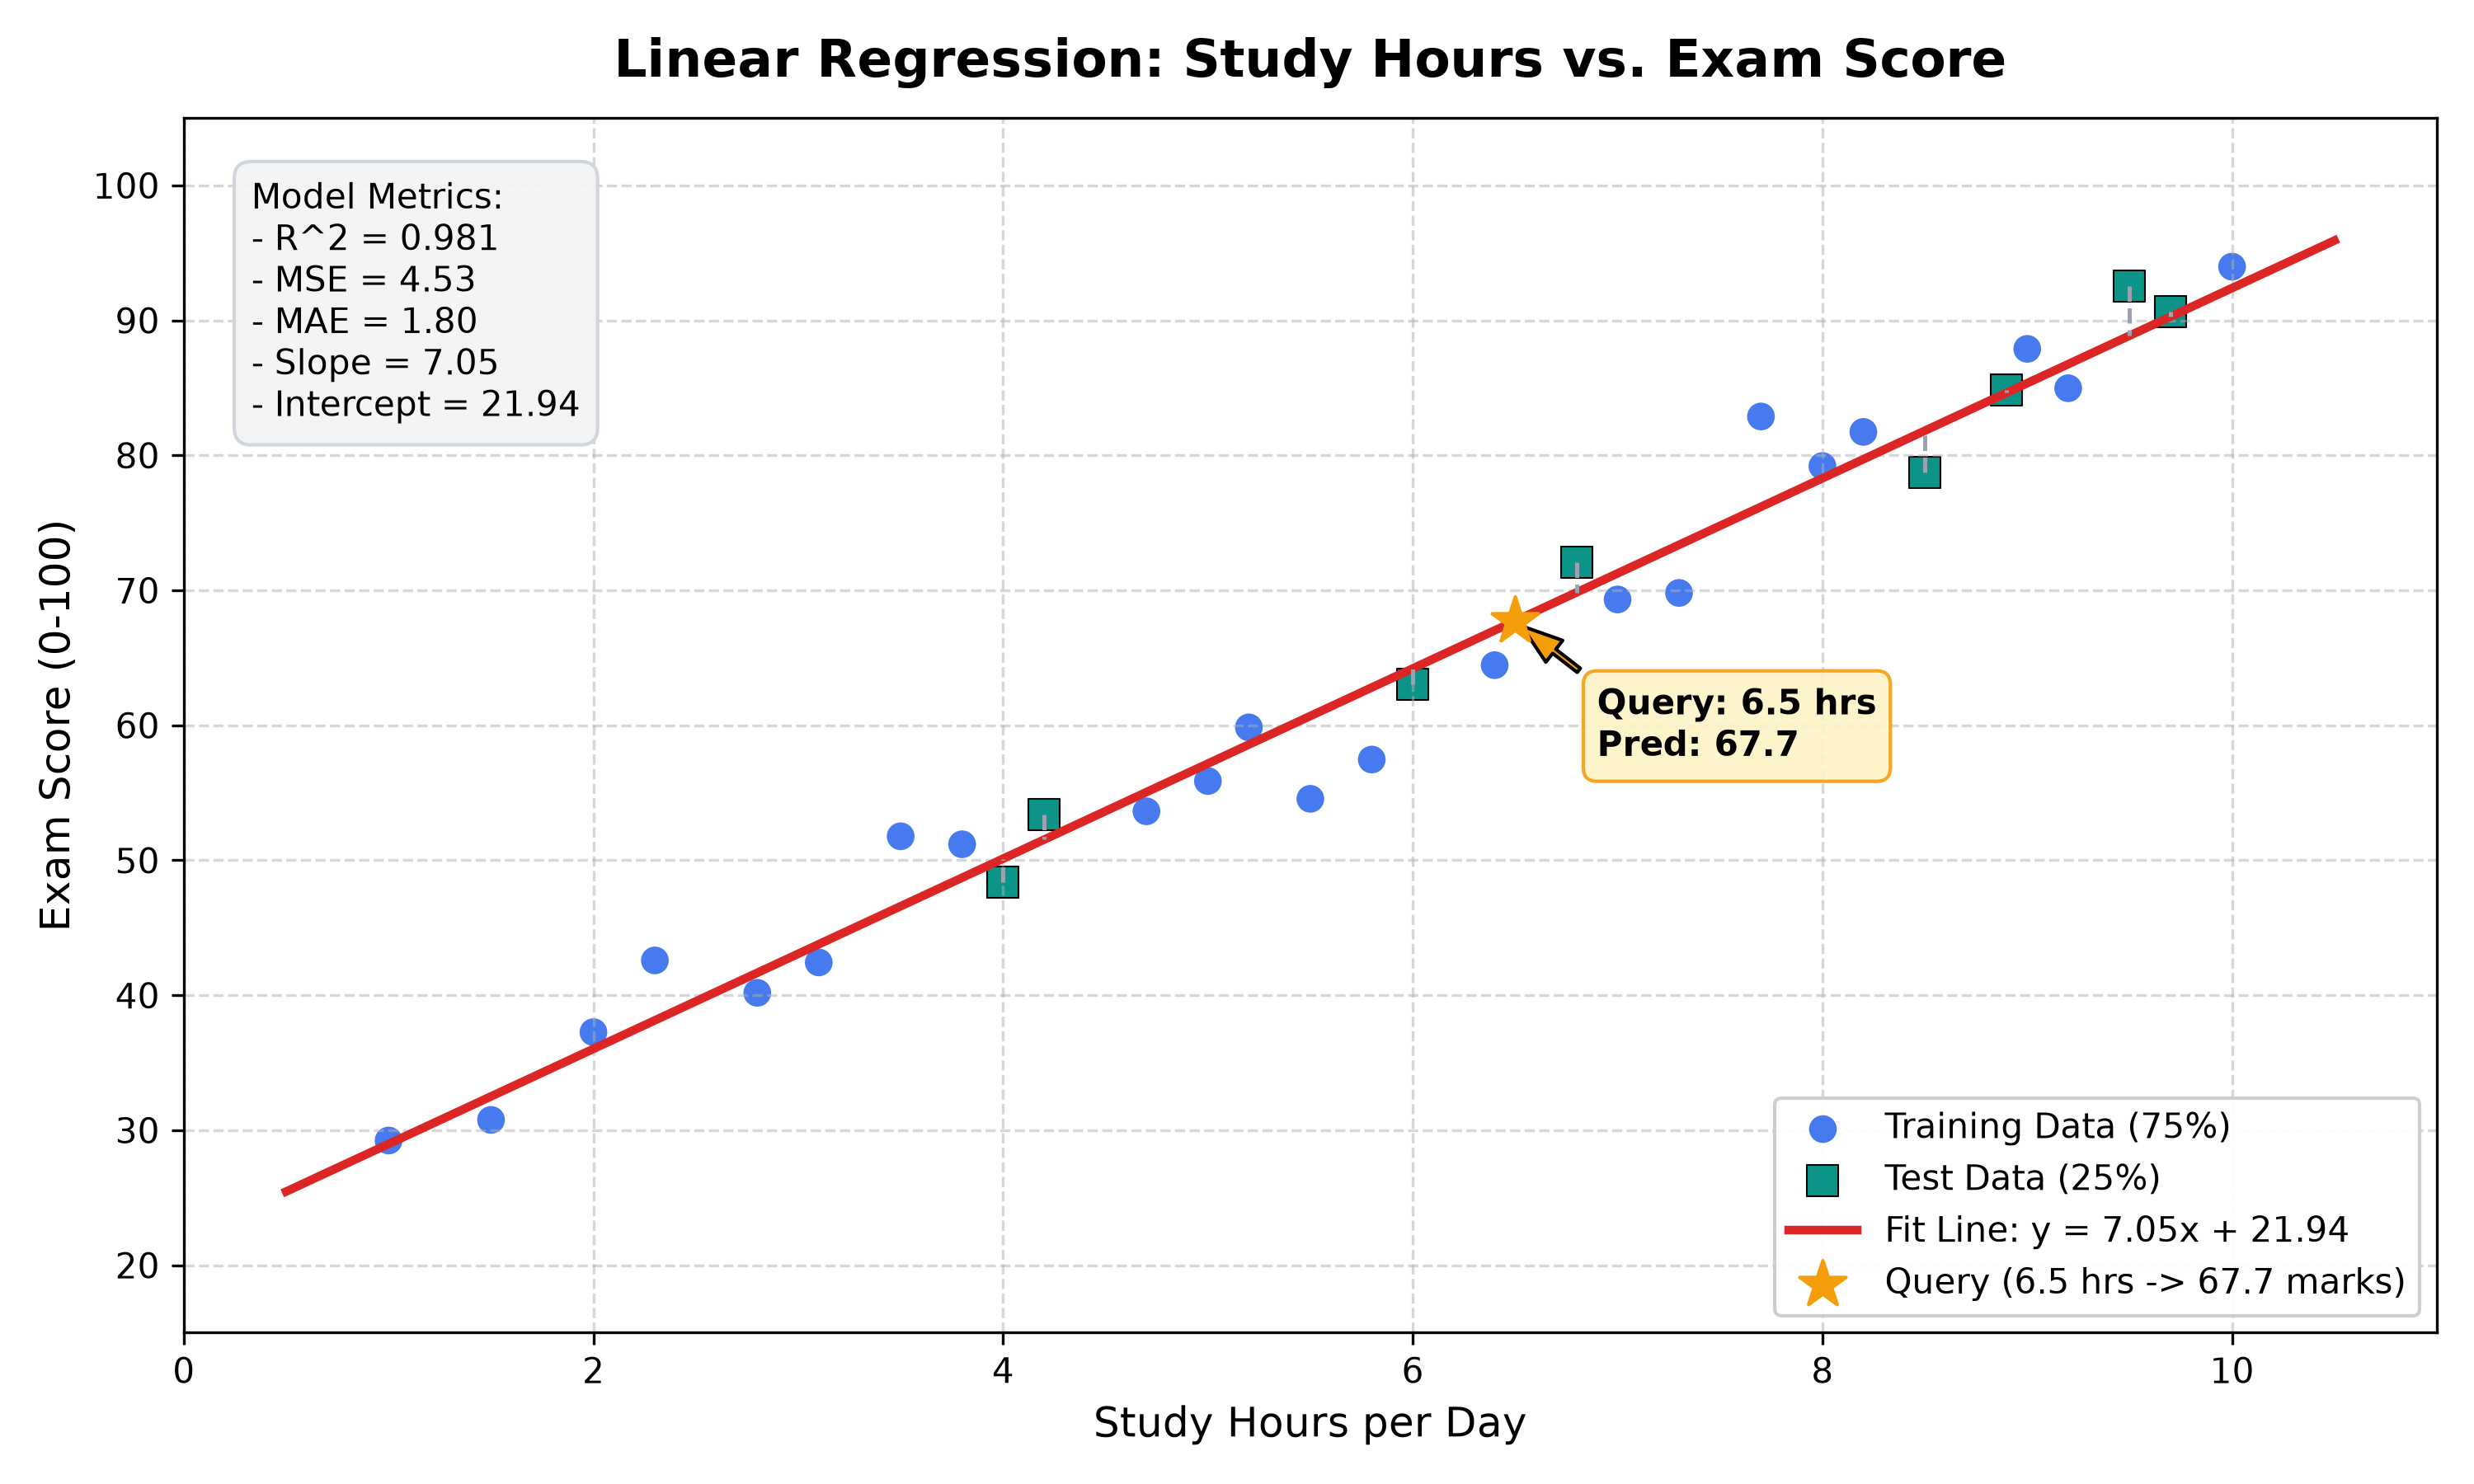 Linear Regression: Study Hours vs. Exam Score
Model Metrics:
- R^2 = 0.981
- MSE = 4.53
- MAE = 1.80
- Slope = 7.05
- Intercept = 21.94
Exam Score (0-100)
100
90
80
70
60
50
40
30
20
Query: 6.5 hrs
Pred: 67.7
Training Data (75%)
Test Data (25%)
Fit Line: y = 7.05x + 21.94
Query (6.5 hrs -> 67.7 marks)
0 2 4 6 8 10
Study Hours per Day